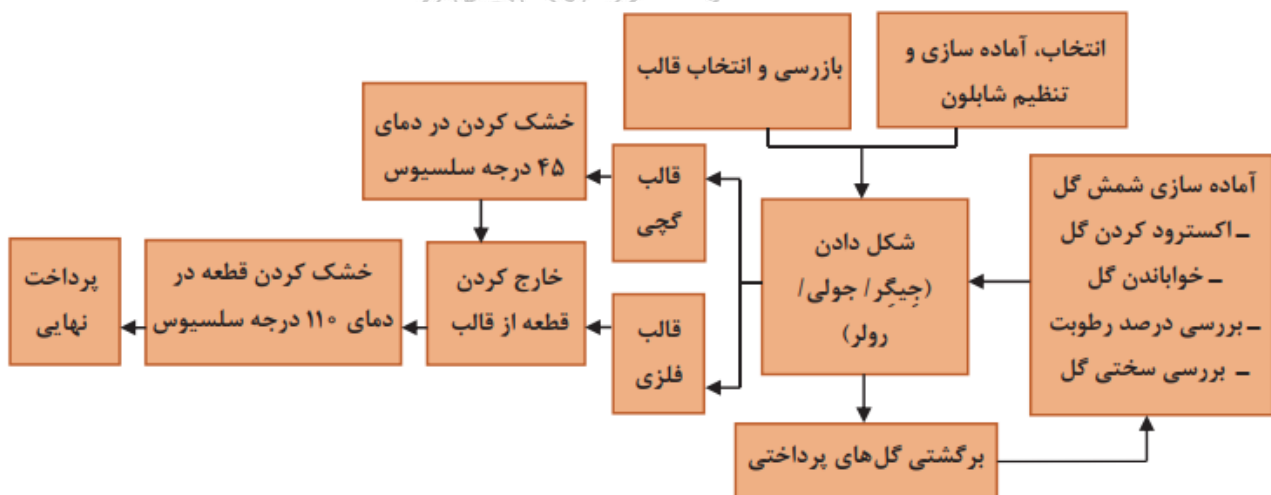 انتخاب، آماده سازی و
تنظیم شابلون
بازرسی و انتخاب قالب
آماده سازی شمش گل
ـ اکسترود کردن گل
ـ خواباندن گل
ـ بررسی درصد رطوبت
ـ بررسی سختی گل
شکل دادن
(جِیگِر/ جولی/
رولر)
برگشتی گل‌های پرداختی
قالب
گچی
قالب
فلزی
خشک کردن در دمای
۴۵ درجه سلسیوس
خارج کردن
قطعه از قالب
خشک کردن قطعه در
دمای ۱۱۰ درجه سلسیوس
پرداخت
نهایی